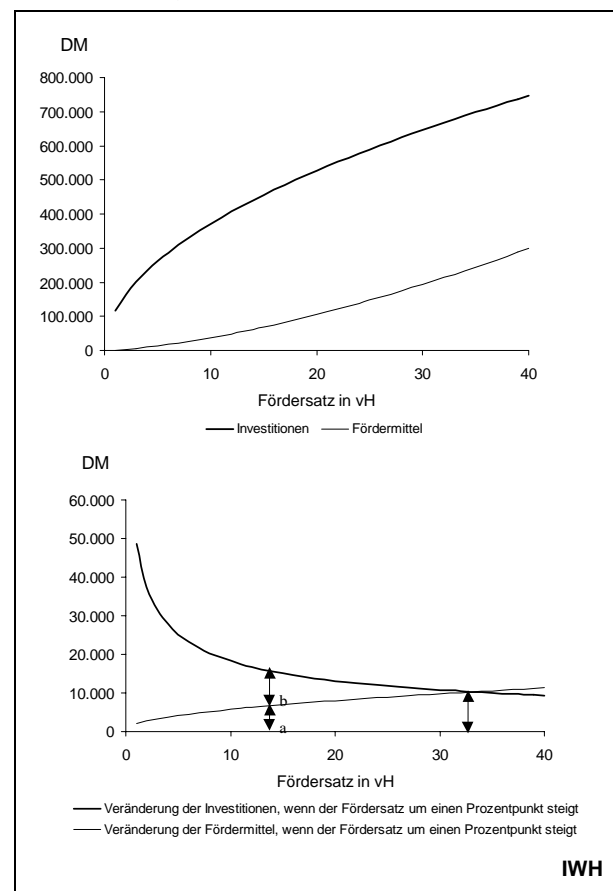 DM
800.000
700.000
600.000
500.000
400.000
300.000
200.000
100.000
0
0 10 20 30 40
Fördersatz in vH
Investitionen Fördermittel
DM
60.000
50.000
40.000
30.000
20.000
10.000
0
b
a
0 10 20 30 40
Fördersatz in vH
Veränderung der Investitionen, wenn der Fördersatz um einen Prozentpunkt steigt
Veränderung der Fördermittel, wenn der Fördersatz um einen Prozentpunkt steigt
IWH